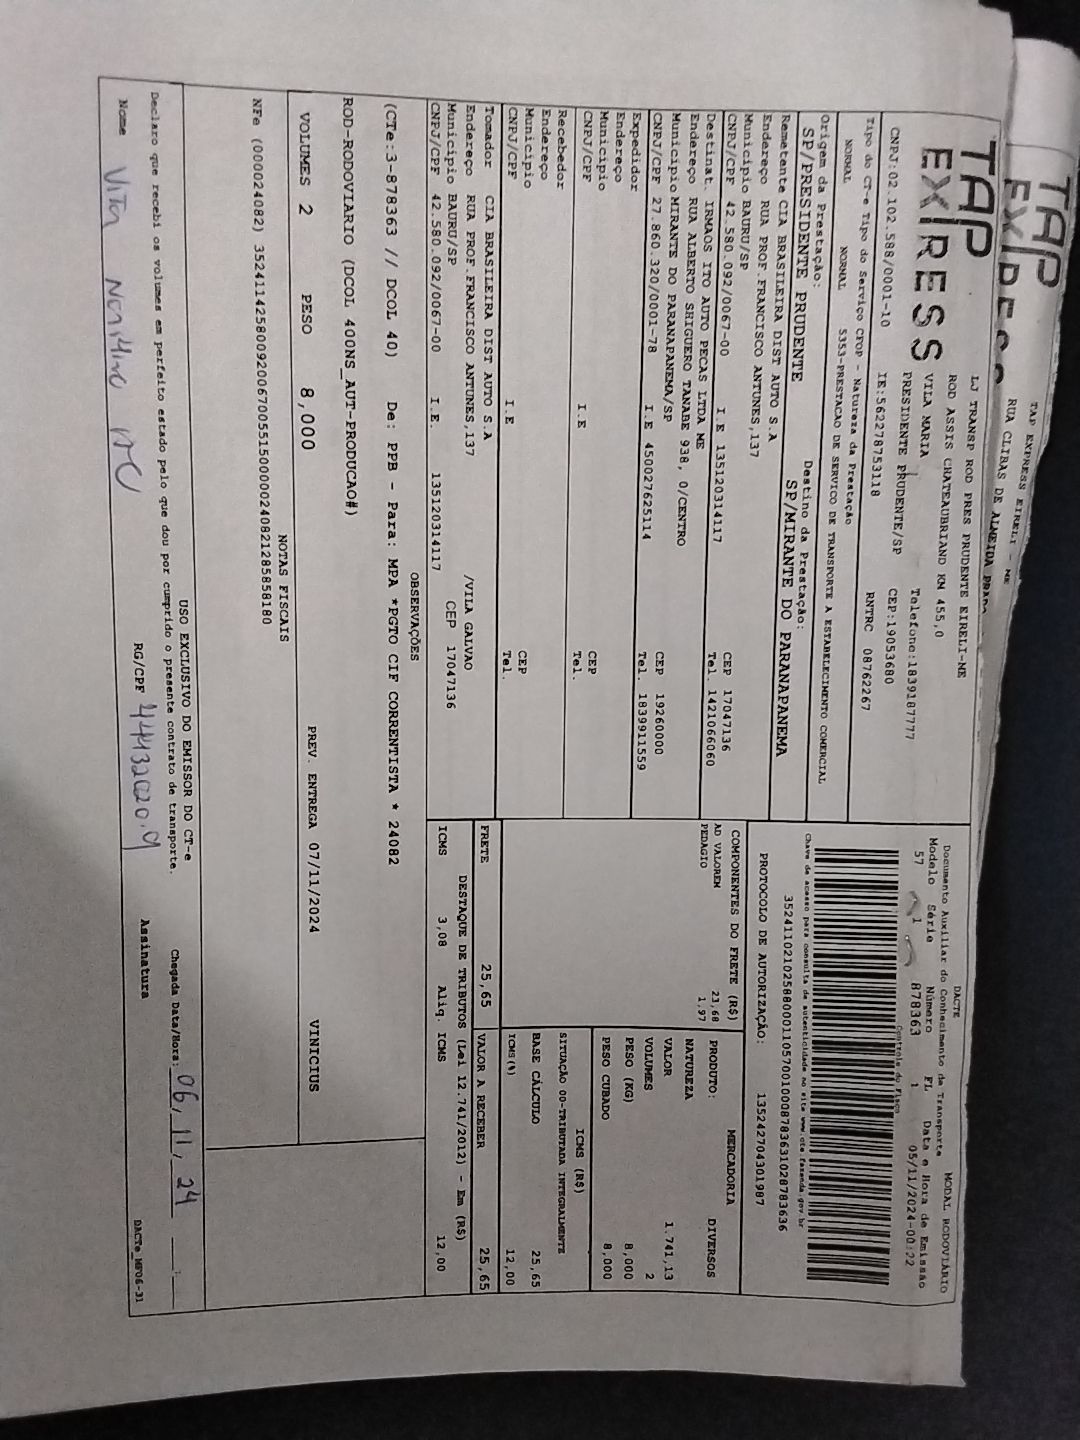 TAP EXPRESS EIRELI - ME
RUA CLIBAS DE ALMEIDA PRADO
TAP
EXPRESS
TAP
EXPRESS
LJ TRANSP ROD PRES PRUDENTE EIRELI-ME
ROD ASSIS CHATEAUBRIAND KM 455,0
VILA MARIA Telefone:1839187777
PRESIDENTE PRUDENTE/SP CEP:19053680
CNPJ:02.102.588/0001-10 IE:562278753118 RNTRC 08762267
Tipo do CT-e Tipo do Serviço CFOP - Natureza da Prestação
NORMAL NORMAL 5353-PRESTACAO DE SERVICO DE TRANSPORTE A ESTABELECIMENTO COMERCIAL
Origem da Prestação: Destino da Prestação:
SP/PRESIDENTE PRUDENTE SP/MIRANTE DO PARANAPANEMA
DACTE
Documento Auxiliar do Conhecimento de Transporte MODAL RODOVIÁRIO
Modelo Série Número FL Data e Hora de Emissão
57 1 878363 1 05/11/2024-00:22
Controle do Fisco
Chave de acesso para consulta de autenticidade no site www.cte.fazenda.gov.br
35241102102588000110570010008783631028783636
PROTOCOLO DE AUTORIZAÇÃO: 135242704301987
Remetente CIA BRASILEIRA DIST AUTO S.A
Endereço RUA PROF.FRANCISCO ANTUNES,137
Municipio BAURU/SP CEP 17047136
CNPJ/CPF 42.580.092/0067-00 I.E 135120314117 Tel. 1421066060
Destinat. IRMAOS ITO AUTO PECAS LTDA ME
Endereço RUA ALBERTO SHIGUERO TANABE 938, 0/CENTRO
Municipio MIRANTE DO PARANAPANEMA/SP CEP 19260000
CNPJ/CPF 27.860.320/0001-78 I.E 450027625114 Tel. 1839911559
Expedidor
Endereço
Municipio CEP
CNPJ/CPF I.E Tel.
Recebedor
Endereço
Municipio CEP
CNPJ/CPF I.E Tel.
Tomador CIA BRASILEIRA DIST AUTO S.A
Endereço RUA PROF.FRANCISCO ANTUNES,137 /VILA GALVAO
Municipio BAURU/SP CEP 17047136
CNPJ/CPF 42.580.092/0067-00 I.E. 135120314117
COMPONENTES DO FRETE (R$)
AD VALOREM 23,68
PEDAGIO 1,97
MERCADORIA
PRODUTO: DIVERSOS
NATUREZA
VALOR 1.741,13
VOLUMES 2
PESO (KG) 8,000
PESO CUBADO 8,000
ICMS (R$)
SITUAÇÃO 00-TRIBUTADA INTEGRALMENTE
BASE CÁLCULO 25,65
ICMS(%) 12,00
FRETE 25,65 VALOR A RECEBER 25,65
DESTAQUE DE TRIBUTOS (Lei 12.741/2012) - Em (R$)
ICMS 3,08 Aliq. ICMS 12,00
OBSERVAÇÕES
(CTe:3-878363 // DCOL 40) De: PPB - Para: MPA *PGTO CIF CORRENTISTA * 24082
ROD-RODOVIARIO (DCOL 400NS_AUT-PRODUCAO#)
VOLUMES 2 PESO 8,000 PREV. ENTREGA 07/11/2024 VINICIUS
NOTAS FISCAIS
NFe (000024082) 35241142580092006700551500000240821285858180
USO EXCLUSIVO DO EMISSOR DO CT-e
Declaro que recebi os volumes em perfeito estado pelo que dou por cumprido o presente contrato de transporte. Chegada Data/Hora: 06,11,24
Nome RG/CPF Assinatura
DACTe_MF06-31